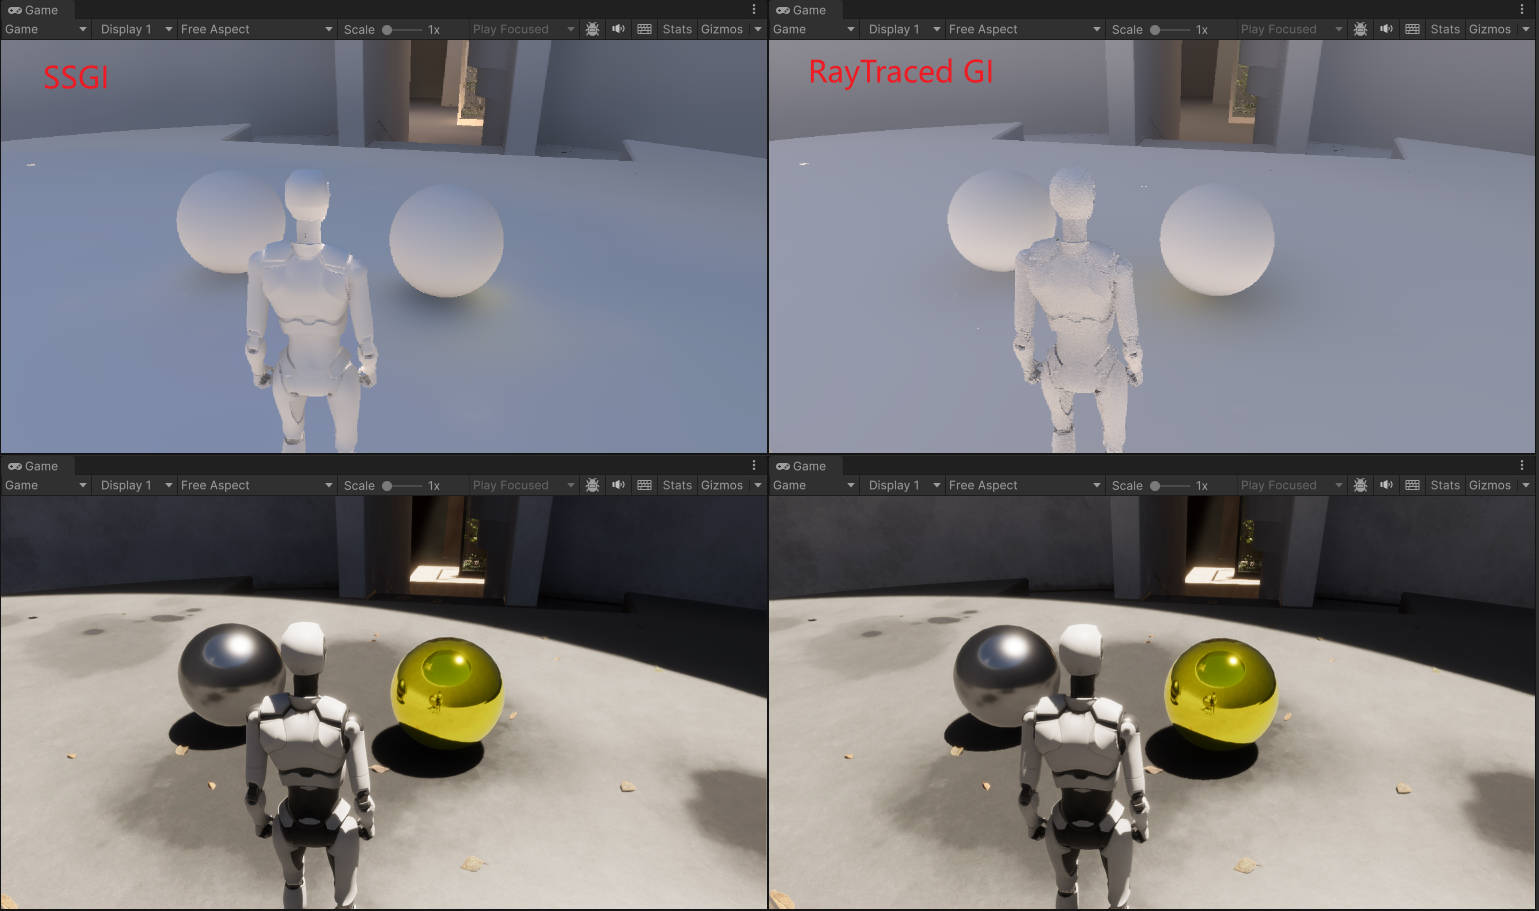 Game
Game
Display 1
Free Aspect
Scale
1x
Play Focused
Stats
Gizmos
SSGI
Game
Game
Display 1
Free Aspect
Scale
1x
Play Focused
Stats
Gizmos
RayTraced GI
Game
Game
Display 1
Free Aspect
Scale
1x
Play Focused
Stats
Gizmos
Game
Game
Display 1
Free Aspect
Scale
1x
Play Focused
Stats
Gizmos